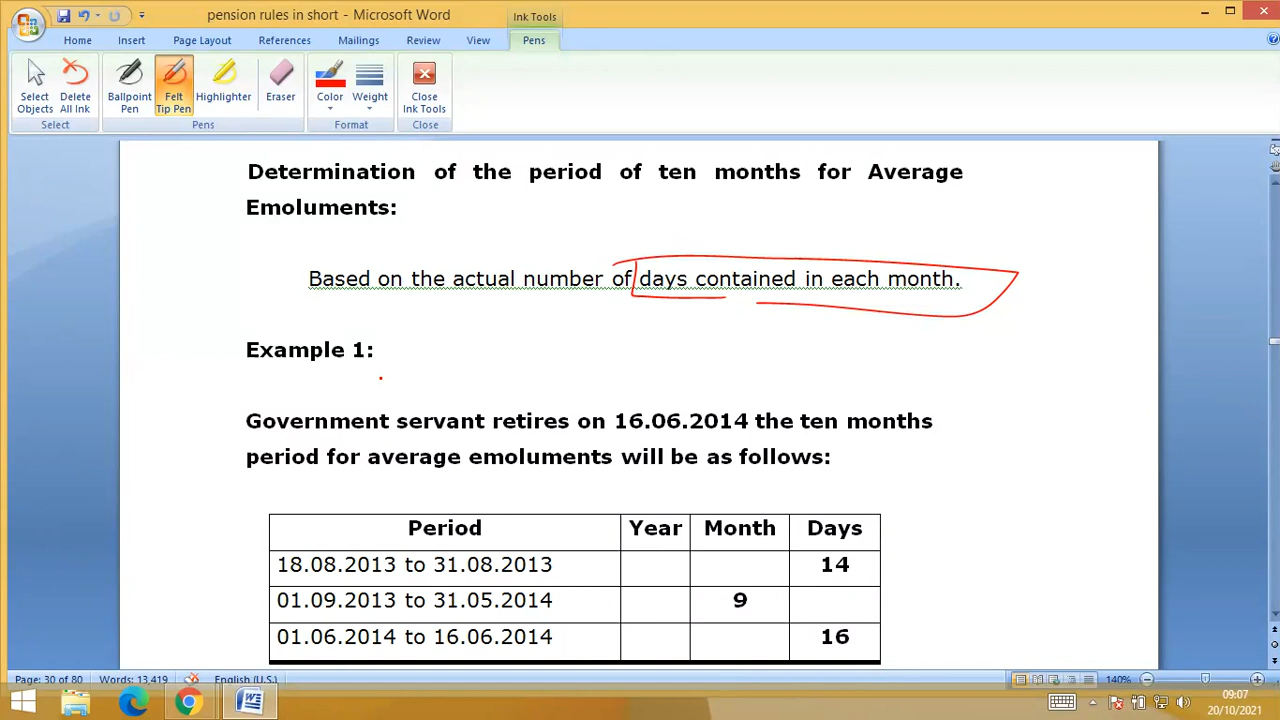 pension rules in short - Microsoft Word
Ink Tools
Home Insert Page Layout References Mailings Review View Pens
Select Objects
Delete All Ink
Ballpoint Pen
Felt Tip Pen
Highlighter
Eraser
Color
Weight
Close Ink Tools
Select Pens Format Close
Determination of the period of ten months for Average
Emoluments:
Based on the actual number of days contained in each month.
Example 1:
Government servant retires on 16.06.2014 the ten months
period for average emoluments will be as follows:
Period Year Month Days
18.08.2013 to 31.08.2013 14
01.09.2013 to 31.05.2014 9
01.06.2014 to 16.06.2014 16
Page: 30 of 80 Words: 13,419 English (U.S.) 140%
09:07
20/10/2021